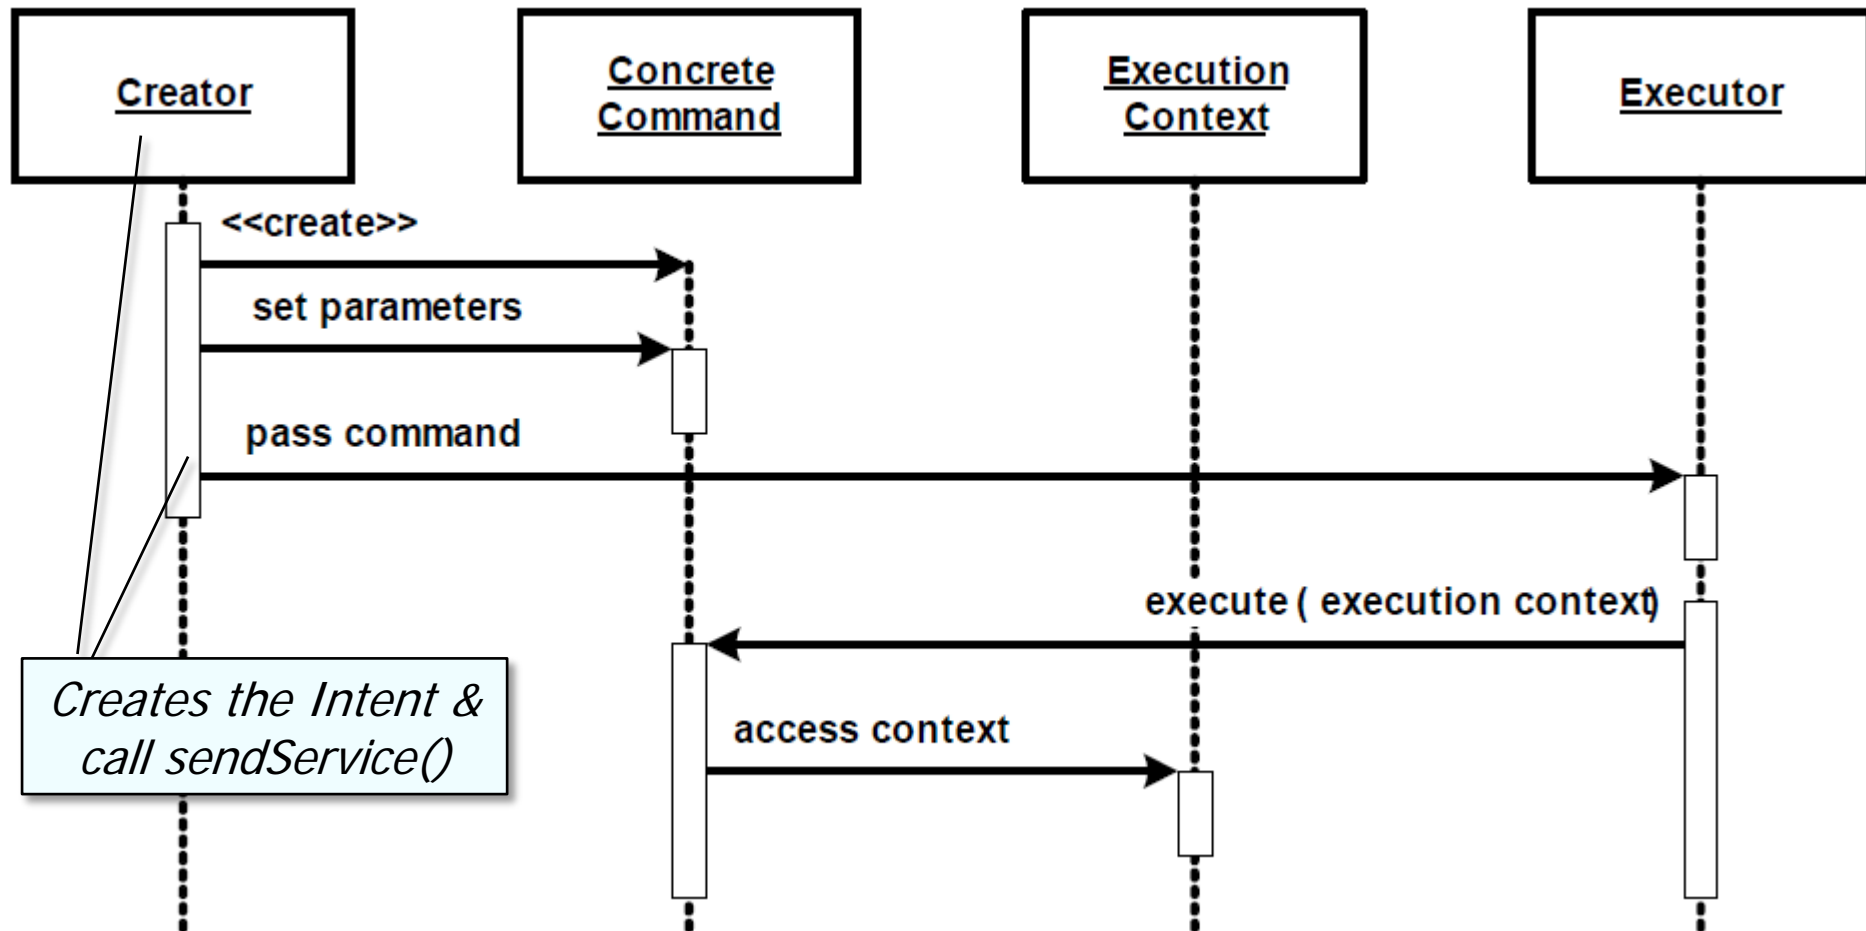 Creator
Concrete
Command
Execution
Context
Executor
<<create>>
set parameters
pass command
execute ( execution context)
Creates the Intent &
call sendService()
access context